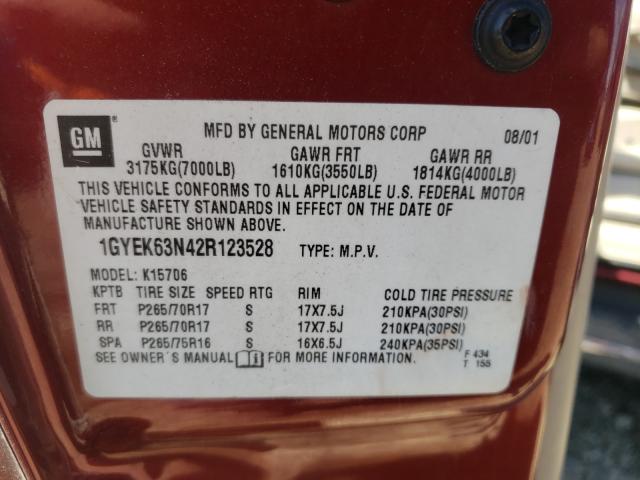 GM ®
MFD BY GENERAL MOTORS CORP 08/01
GVWR GAWR FRT GAWR RR
3175KG(7000LB) 1610KG(3550LB) 1814KG(4000LB)
THIS VEHICLE CONFORMS TO ALL APPLICABLE U.S. FEDERAL MOTOR
VEHICLE SAFETY STANDARDS IN EFFECT ON THE DATE OF
MANUFACTURE SHOWN ABOVE.
1GYEK63N42R123528 TYPE: M.P.V.
MODEL: K15706
KPTB TIRE SIZE SPEED RTG RIM COLD TIRE PRESSURE
FRT P265/70R17 S 17X7.5J 210KPA(30PSI)
RR P265/70R17 S 17X7.5J 210KPA(30PSI)
SPA P265/75R16 S 16X6.5J 240KPA(35PSI)
SEE OWNER'S MANUAL FOR MORE INFORMATION. F 434
T 155